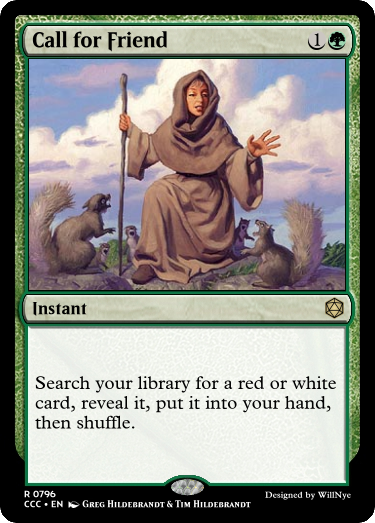 Call for Friend 1
Instant
Search your library for a red or white
card, reveal it, put it into your hand,
then shuffle.
R 0796
CCC • EN Greg Hildebrandt & Tim Hildebrandt
Designed by WillNye